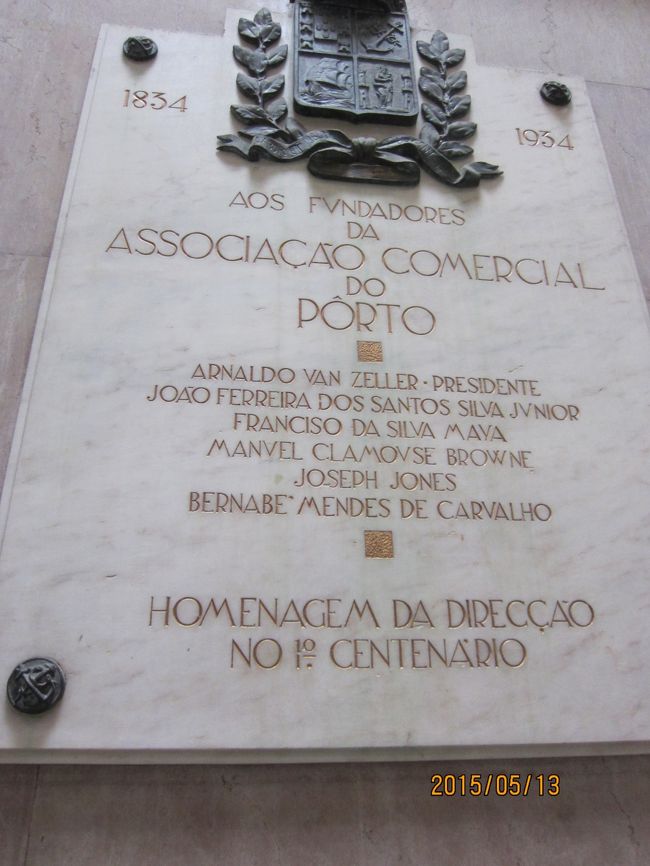 1834
1934
AOS FVNDADORES
DA
ASSOCIAÇÃO COMERCIAL
DO
PÔRTO
ARNALDO VAN ZELLER · PRESIDENTE
JOÃO FERREIRA DOS SANTOS SILVA JVNIOR
FRANCISO DA SILVA MAYA
MANVEL CLAMOVSE BROWNE
JOSEPH JONES
BERNABE' MENDES DE CARVALHO
HOMENAGEM DA DIRECÇÃO
NO 1º CENTENÁRIO
2015/05/13